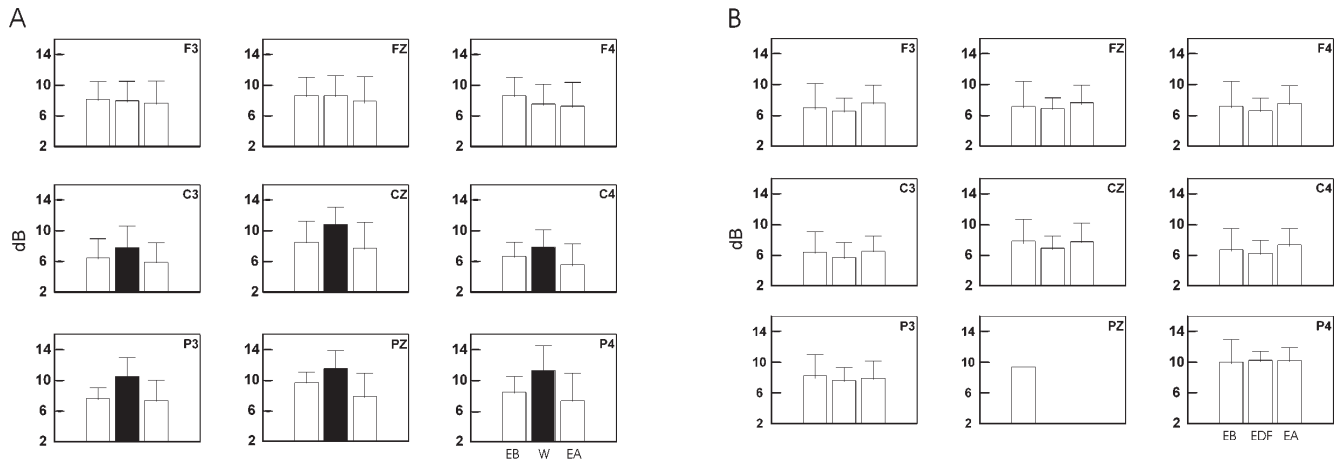 A
B
14 10 6 2 F3
14 10 6 2 FZ
14 10 6 2 F4
14 10 6 2 F3
14 10 6 2 FZ
14 10 6 2 F4
dB
14 10 6 2 C3
14 10 6 2 CZ
14 10 6 2 C4
dB
14 10 6 2 C3
14 10 6 2 CZ
14 10 6 2 C4
14 10 6 2 P3
14 10 6 2 PZ
14 10 6 2 P4
14 10 6 2 P3
14 10 6 2 PZ
14 10 6 2 P4
EB W EA
EB EDF EA